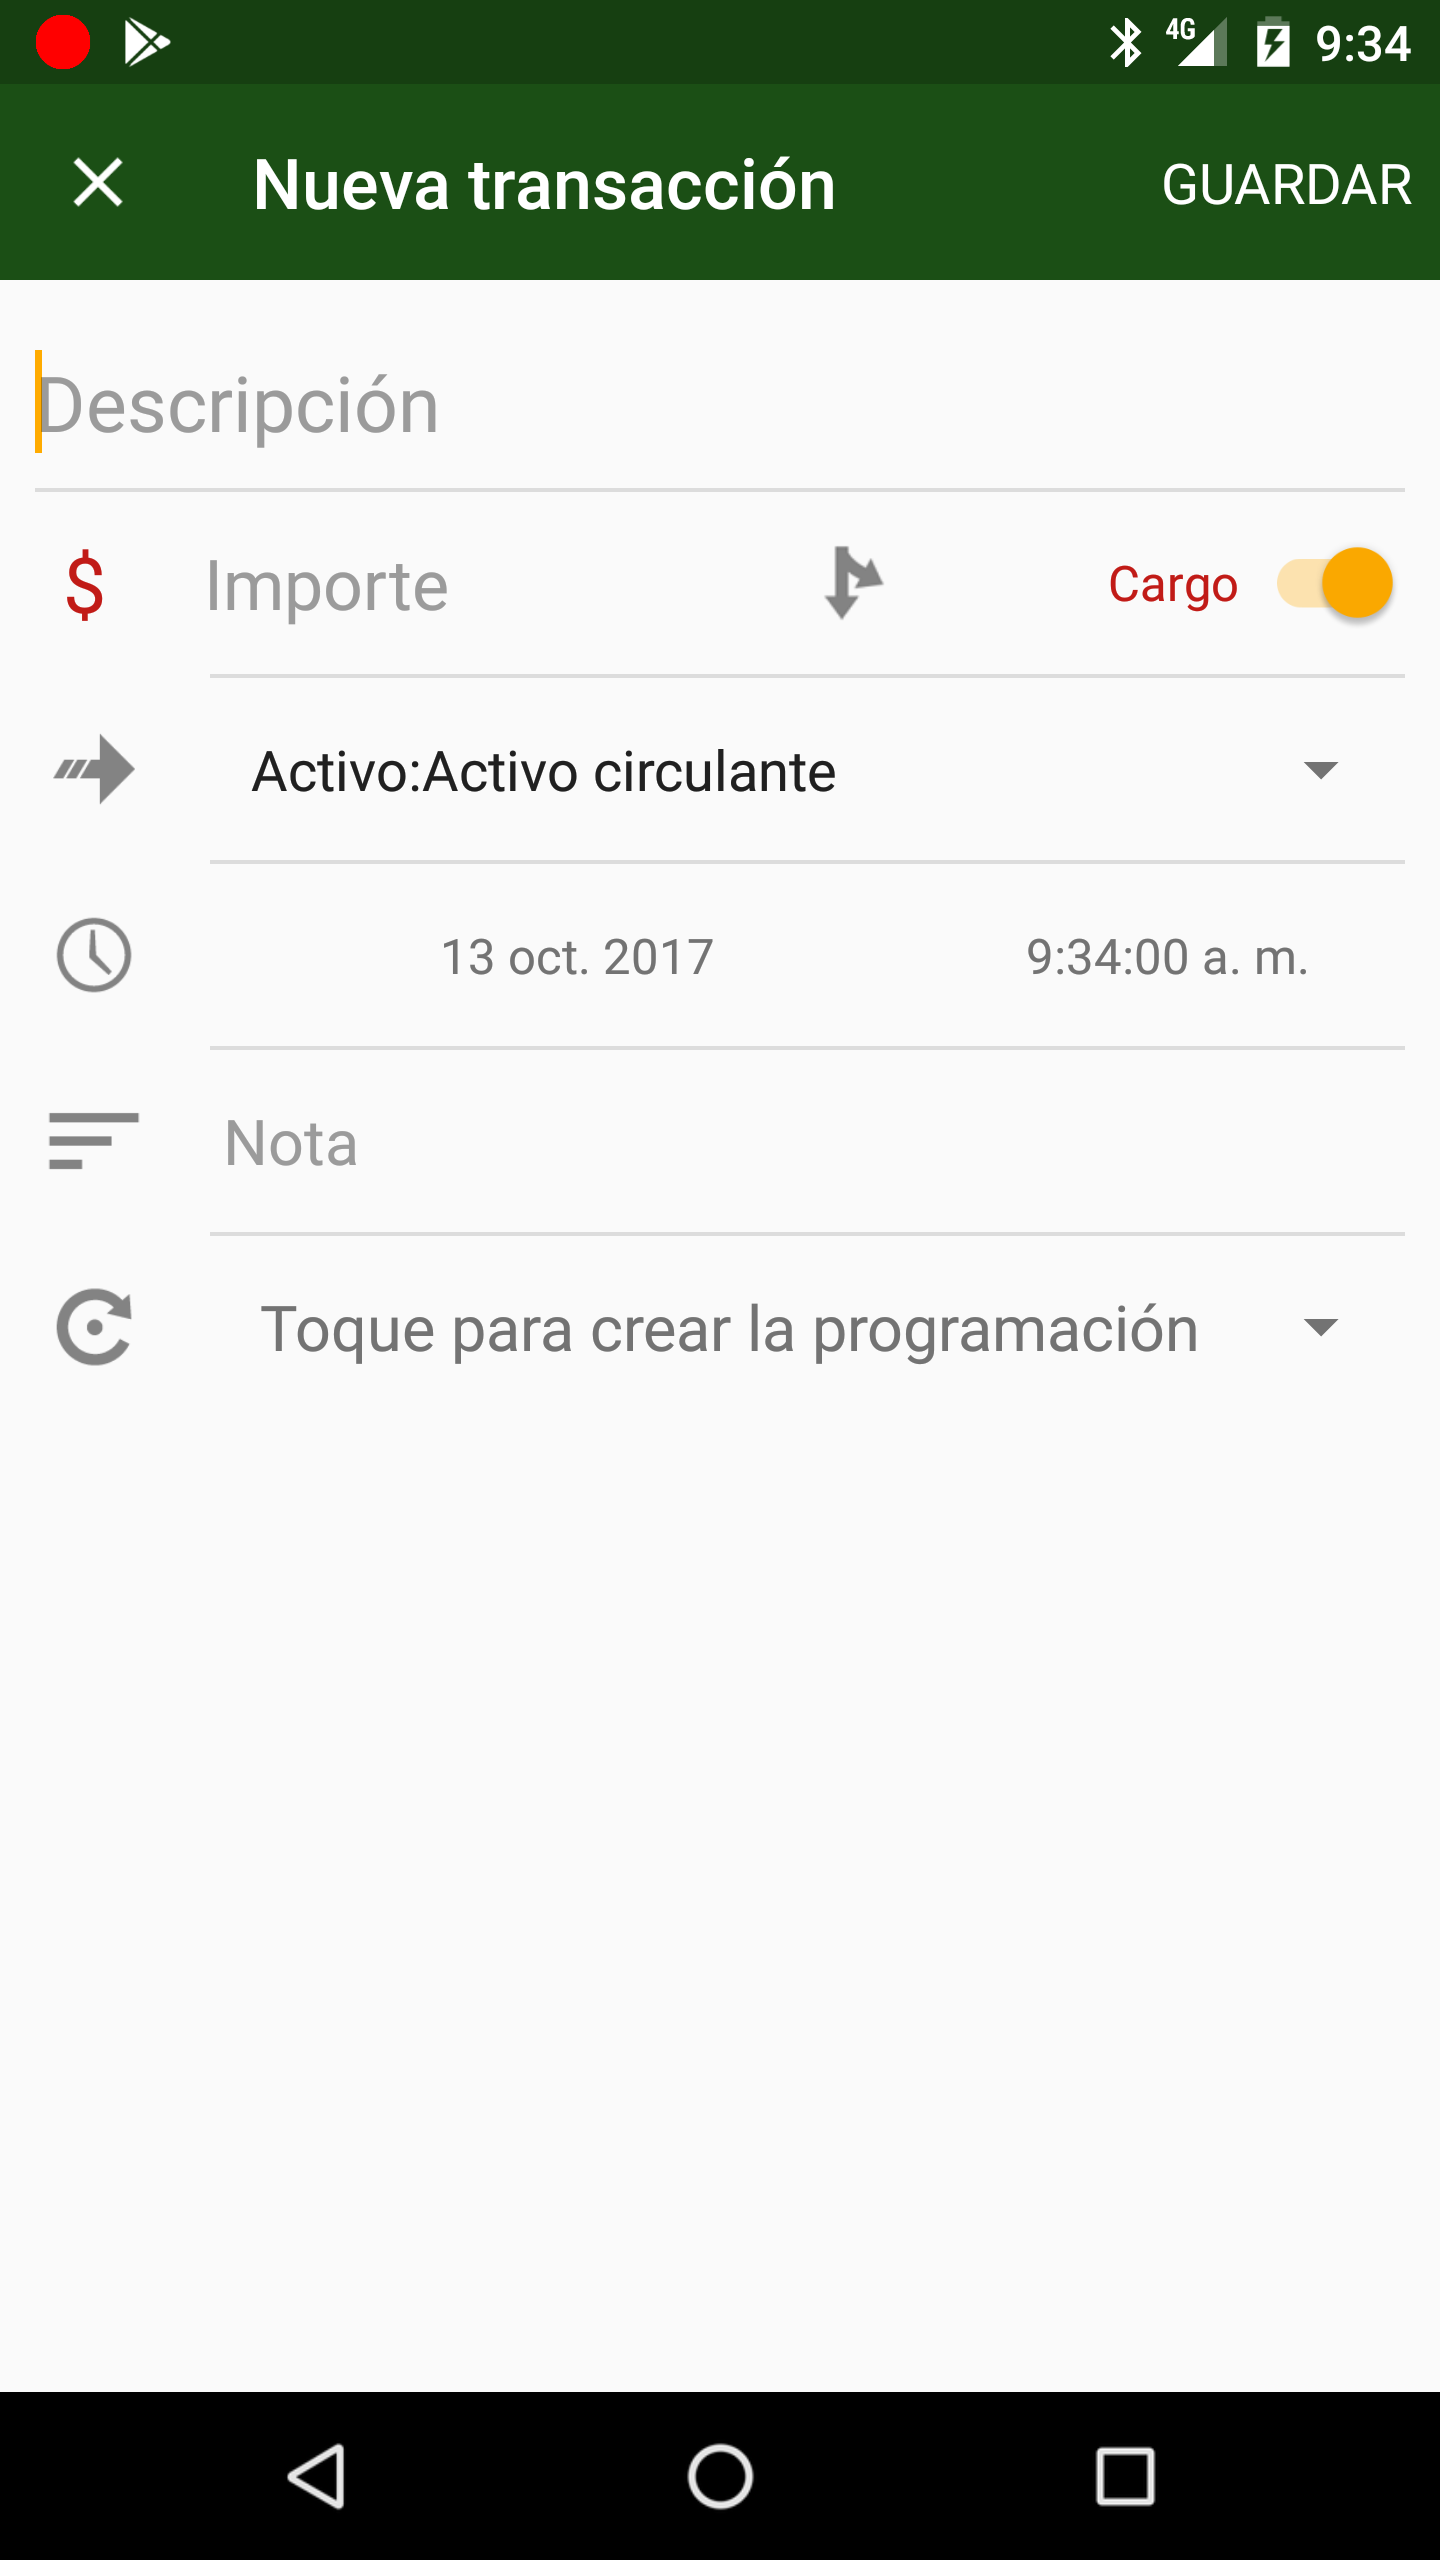 4G 9:34
Nueva transacción GUARDAR
Descripción
$ Importe Cargo
Activo:Activo circulante
13 oct. 2017 9:34:00 a. m.
Nota
Toque para crear la programación